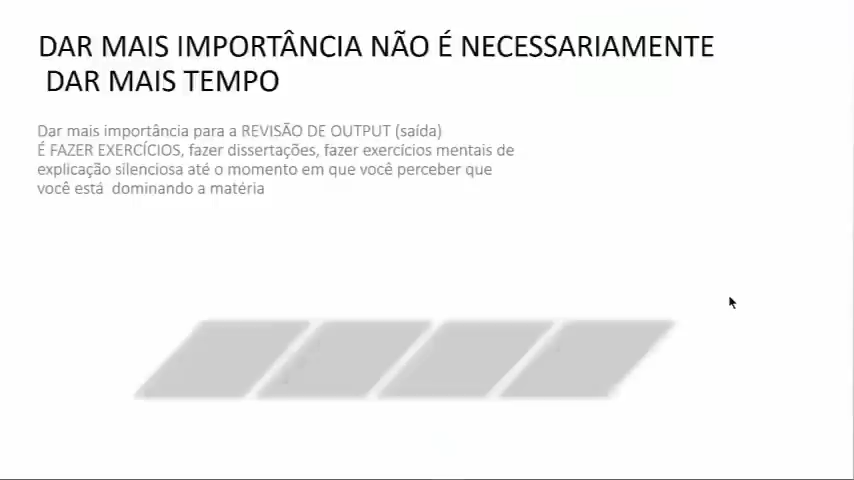 DAR MAIS IMPORTÂNCIA NÃO É NECESSARIAMENTE
DAR MAIS TEMPO
Dar mais importância para a REVISÃO DE OUTPUT (saída)
É FAZER EXERCÍCIOS, fazer dissertações, fazer exercícios mentais de
explicação silenciosa até o momento em que você perceber que
você está dominando a matéria